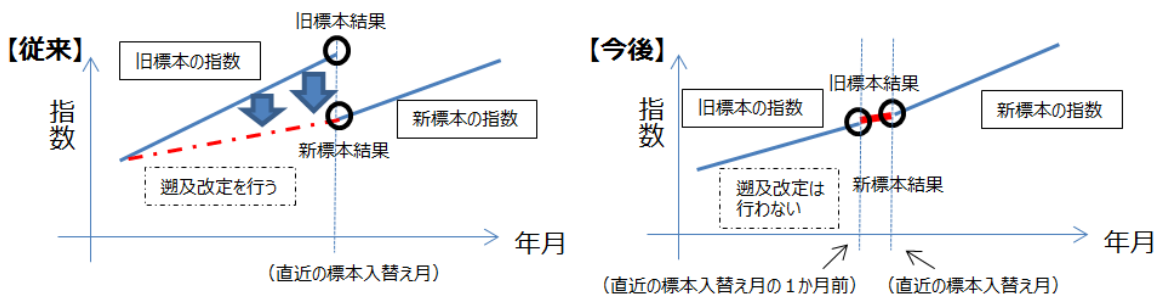 【従来】
旧標本結果
旧標本の指数
指数
新標本の指数
新標本結果
遡及改定を行う
年月
（直近の標本入替え月）
【今後】
旧標本結果
旧標本の指数
指数
新標本の指数
新標本結果
遡及改定は
行わない
年月
（直近の標本入替え月の１か月前）
（直近の標本入替え月）